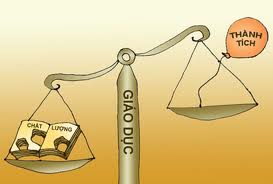 THÀNH
TÍCH
CHẤT LƯỢNG
GIÁO DỤC